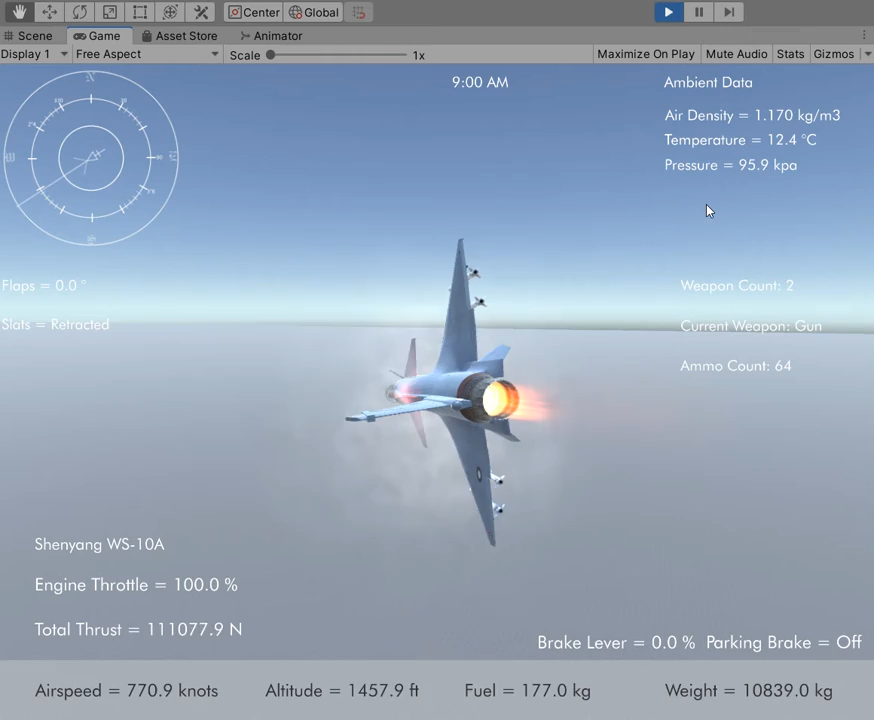 Center
Global
Scene
Game
Asset Store
Animator
Display 1
Free Aspect
Scale
1x
Maximize On Play
Mute Audio
Stats
Gizmos
9:00 AM
Ambient Data
Air Density = 1.170 kg/m3
Temperature = 12.4 °C
Pressure = 95.9 kpa
N
Flaps = 0.0 °
Slats = Retracted
Weapon Count: 2
Current Weapon: Gun
Ammo Count: 64
Shenyang WS-10A
Engine Throttle = 100.0 %
Total Thrust = 111077.9 N
Brake Lever = 0.0 % Parking Brake = Off
Airspeed = 770.9 knots
Altitude = 1457.9 ft
Fuel = 177.0 kg
Weight = 10839.0 kg